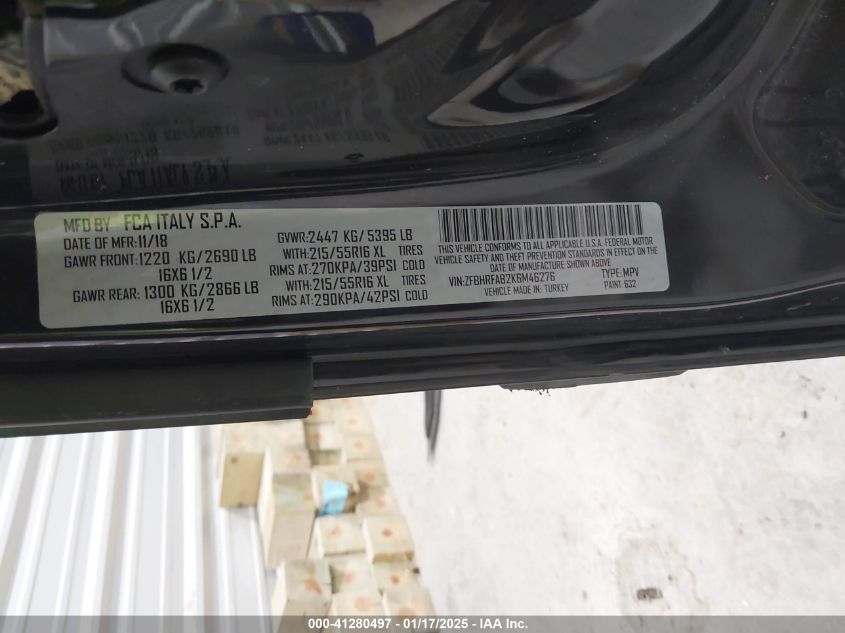 MFD BY FCA ITALY S.P.A.
DATE OF MFR: 11/18 GVWR: 2447 KG/ 5395 LB
GAWR FRONT: 1220 KG/2690 LB WITH: 215/55R16 XL TIRES
16X6 1/2 RIMS AT: 270KPA/39PSI COLD
GAWR REAR: 1300 KG/2866 LB WITH: 215/55R16 XL TIRES
16X6 1/2 RIMS AT: 290KPA/42PSI COLD
THIS VEHICLE CONFORMS TO ALL APPLICABLE U.S.A. FEDERAL MOTOR
VEHICLE SAFETY AND THEFT PREVENTION STANDARDS IN EFFECT ON THE
DATE OF MANUFACTURE SHOWN ABOVE
VIN: ZFBHRFAB2K6M46276 TYPE: MPV
VEHICLE MADE IN: TURKEY PAINT: 632
000-41280497 - 01/17/2025 - IAA Inc.